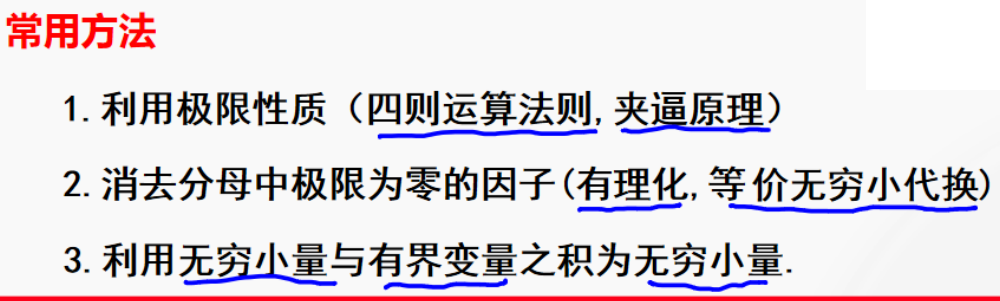 常用方法
1.利用极限性质（四则运算法则,夹逼原理）
2.消去分母中极限为零的因子(有理化,等价无穷小代换)
3.利用无穷小量与有界变量之积为无穷小量.